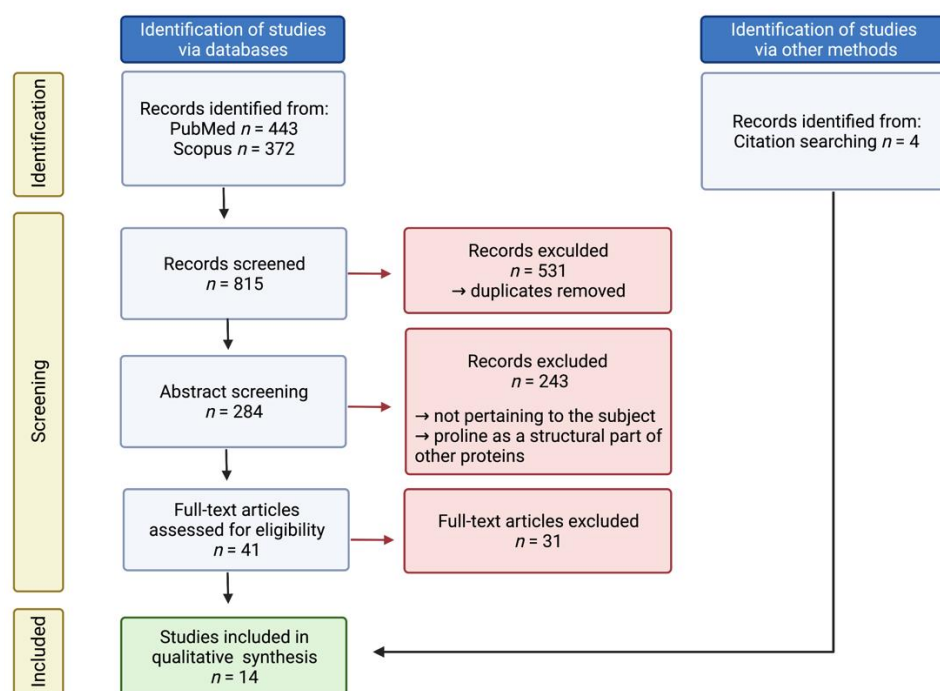 Identification of studies
via databases
Identification of studies
via other methods
Identification
Records identified from:
PubMed n = 443
Scopus n = 372
Records identified from:
Citation searching n = 4
Screening
Records screened
n = 815
Records exculded
n = 531
→ duplicates removed
Abstract screening
n = 284
Records excluded
n = 243
→ not pertaining to the subject
→ proline as a structural part of
other proteins
Full-text articles
assessed for eligibility
n = 41
Full-text articles excluded
n = 31
Included
Studies included in
qualitative synthesis
n = 14